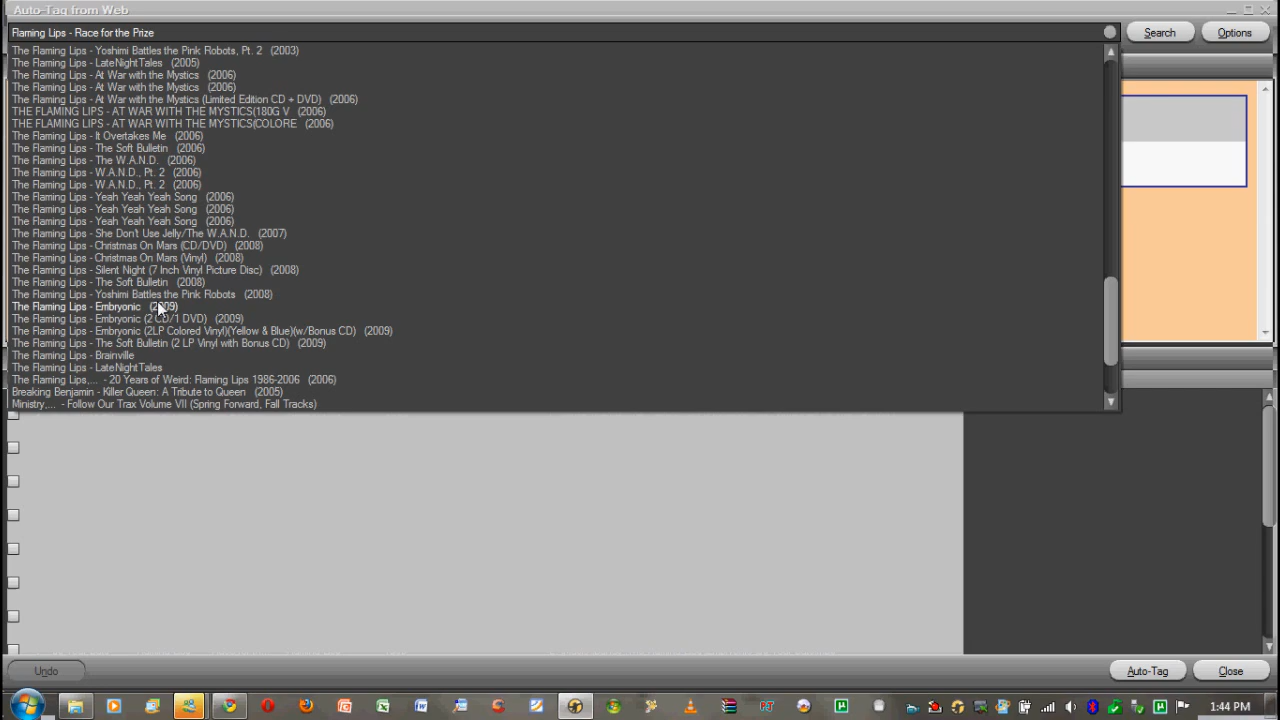 Auto-Tag from Web
Flaming Lips - Race for the Prize
Search
Options
The Flaming Lips - Yoshimi Battles the Pink Robots, Pt. 2 (2003)
The Flaming Lips - LateNightTales (2005)
The Flaming Lips - At War with the Mystics (2006)
The Flaming Lips - At War with the Mystics (2006)
The Flaming Lips - At War with the Mystics (Limited Edition CD + DVD) (2006)
THE FLAMING LIPS - AT WAR WITH THE MYSTICS(180G V (2006)
THE FLAMING LIPS - AT WAR WITH THE MYSTICS(COLORE (2006)
The Flaming Lips - It Overtakes Me (2006)
The Flaming Lips - The Soft Bulletin (2006)
The Flaming Lips - The W.A.N.D. (2006)
The Flaming Lips - W.A.N.D., Pt. 2 (2006)
The Flaming Lips - W.A.N.D., Pt. 2 (2006)
The Flaming Lips - Yeah Yeah Yeah Song (2006)
The Flaming Lips - Yeah Yeah Yeah Song (2006)
The Flaming Lips - Yeah Yeah Yeah Song (2006)
The Flaming Lips - She Don't Use Jelly/The W.A.N.D. (2007)
The Flaming Lips - Christmas On Mars (CD/DVD) (2008)
The Flaming Lips - Christmas On Mars (Vinyl) (2008)
The Flaming Lips - Silent Night (7 Inch Vinyl Picture Disc) (2008)
The Flaming Lips - The Soft Bulletin (2008)
The Flaming Lips - Yoshimi Battles the Pink Robots (2008)
The Flaming Lips - Embryonic (2009)
The Flaming Lips - Embryonic (2 CD/1 DVD) (2009)
The Flaming Lips - Embryonic (2LP Colored Vinyl)(Yellow & Blue)(w/Bonus CD) (2009)
The Flaming Lips - The Soft Bulletin (2 LP Vinyl with Bonus CD) (2009)
The Flaming Lips - Brainville
The Flaming Lips - LateNightTales
The Flaming Lips,... - 20 Years of Weird: Flaming Lips 1986-2006 (2006)
Breaking Benjamin - Killer Queen: A Tribute to Queen (2005)
Ministry,... - Follow Our Trax Volume VII (Spring Forward, Fall Tracks)
Undo
Auto-Tag
Close
1:44 PM